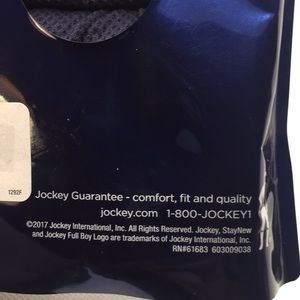 1292F
Jockey Guarantee - comfort, fit and quality
jockey.com 1-800-JOCKEY1
©2017 Jockey International, Inc. All Rights Reserved. Jockey, StayNew
and Jockey Full Boy Logo are trademarks of Jockey International, Inc.
RN#61683 603009038